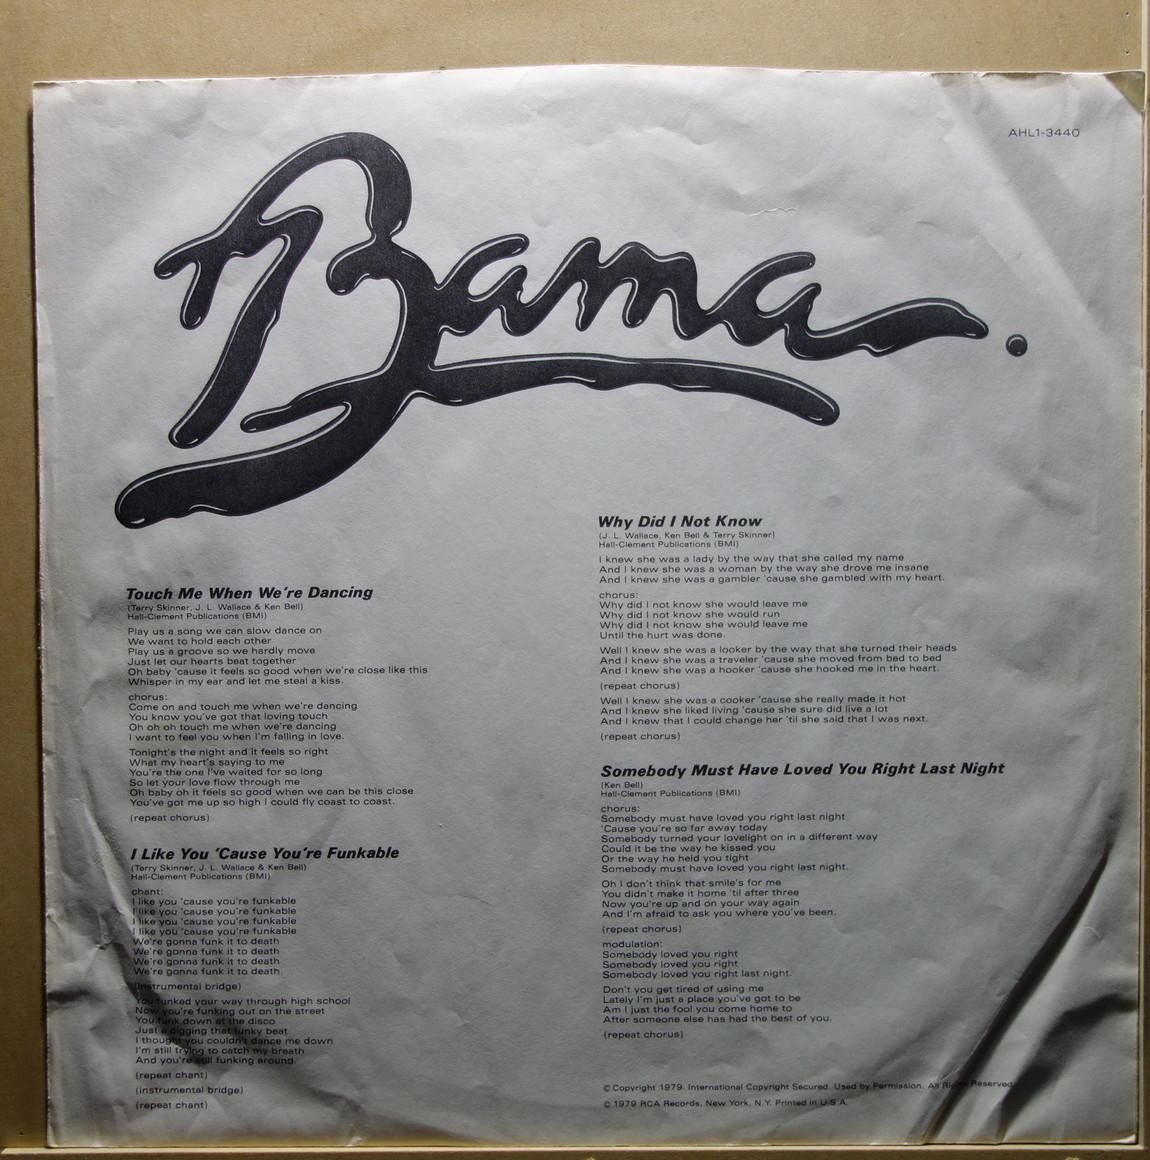 AHL1-3440
Bama.
Touch Me When We're Dancing
(Terry Skinner, J. L. Wallace & Ken Bell)
Hall-Clement Publications (BMI)
Play us a song we can slow dance on
We want to hold each other
Play us a groove so we hardly move
Just let our hearts beat together
Oh baby 'cause it feels so good when we're close like this
Whisper in my ear and let me steal a kiss.
chorus:
Come on and touch me when we're dancing
You know you've got that loving touch
Oh oh oh touch me when we're dancing
I want to feel you when I'm falling in love.
Tonight's the night and it feels so right
What my heart's saying to me
You're the one I've waited for so long
So let your love flow through me
Oh baby oh it feels so good when we can be this close
You've got me up so high I could fly coast to coast.
(repeat chorus)
I Like You 'Cause You're Funkable
(Terry Skinner, J. L. Wallace & Ken Bell)
Hall-Clement Publications (BMI)
chant:
I like you 'cause you're funkable
I like you 'cause you're funkable
I like you 'cause you're funkable
I like you 'cause you're funkable
We're gonna funk it to death
We're gonna funk it to death
We're gonna funk it to death
We're gonna funk it to death
(instrumental bridge)
You funked your way through high school
Now you're funking out on the street
You funk down at the disco
Just a digging that funky beat
I thought you couldn't dance me down
I'm still trying to catch my breath
And you're still funking around.
(repeat chant)
(instrumental bridge)
(repeat chant)
Why Did I Not Know
(J. L. Wallace, Ken Bell & Terry Skinner)
Hall-Clement Publications (BMI)
I knew she was a lady by the way that she called my name
And I knew she was a woman by the way she drove me insane
And I knew she was a gambler 'cause she gambled with my heart.
chorus:
Why did I not know she would leave me
Why did I not know she would run
Why did I not know she would leave me
Until the hurt was done.
Well I knew she was a looker by the way that she turned their heads
And I knew she was a traveler 'cause she moved from bed to bed
And I knew she was a hooker 'cause she hooked me in the heart.
(repeat chorus)
Well I knew she was a cooker 'cause she really made it hot
And I knew she liked living 'cause she sure did live a lot
And I knew that I could change her 'til she said that I was next.
(repeat chorus)
Somebody Must Have Loved You Right Last Night
(Ken Bell)
Hall-Clement Publications (BMI)
chorus:
Somebody must have loved you right last night
'Cause you're so far away today
Somebody turned your lovelight on in a different way
Could it be the way he kissed you
Or the way he held you tight
Somebody must have loved you right last night.
Oh I don't think that smile's for me
You didn't make it home 'til after three
Now you're up and on your way again
And I'm afraid to ask you where you've been.
(repeat chorus)
modulation:
Somebody loved you right
Somebody loved you right
Somebody loved you right last night.
Don't you get tired of using me
Lately I'm just a place you've got to be
Am I just the fool you come home to
After someone else has had the best of you.
(repeat chorus)
© Copyright 1979. International Copyright Secured. Used by Permission. All Rights Reserved.
© 1979 RCA Records, New York, N.Y. Printed in U.S.A.